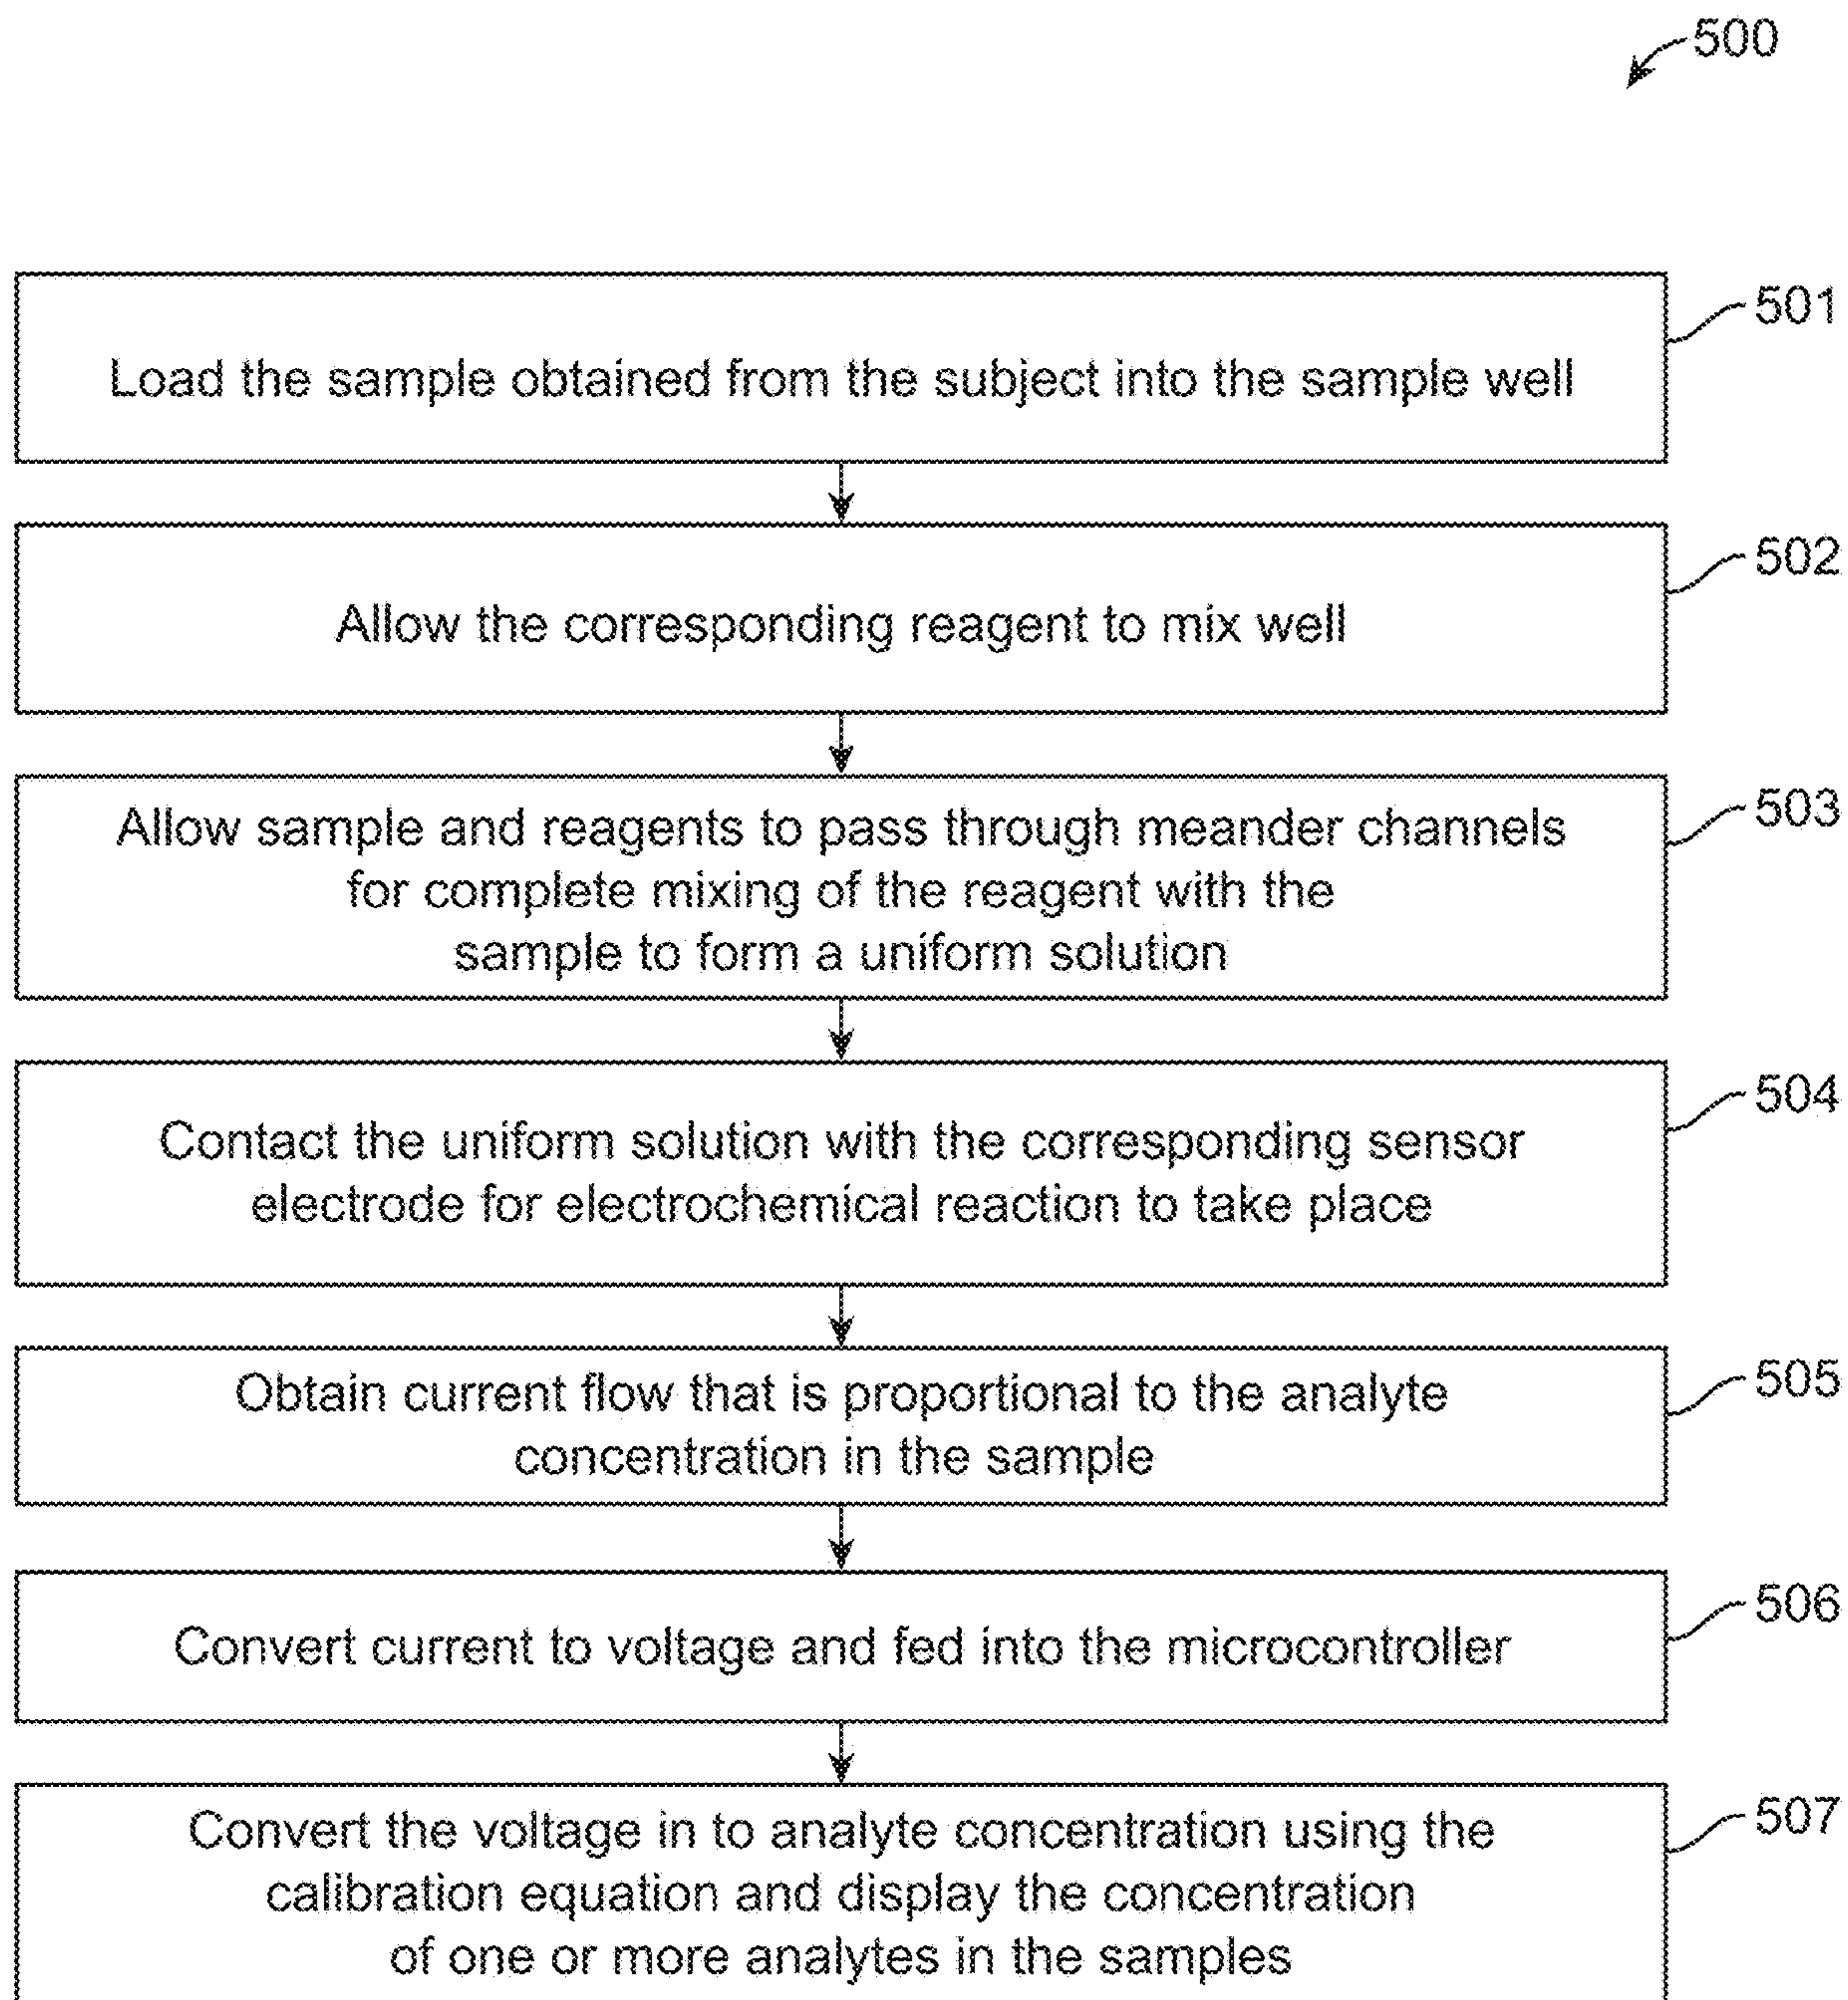 500
501
Load the sample obtained from the subject into the sample well
502
Allow the corresponding reagent to mix well
503
Allow sample and reagents to pass through meander channels
for complete mixing of the reagent with the
sample to form a uniform solution
504
Contact the uniform solution with the corresponding sensor
electrode for electrochemical reaction to take place
505
Obtain current flow that is proportional to the analyte
concentration in the sample
506
Convert current to voltage and fed into the microcontroller
507
Convert the voltage in to analyte concentration using the
calibration equation and display the concentration
of one or more analytes in the samples